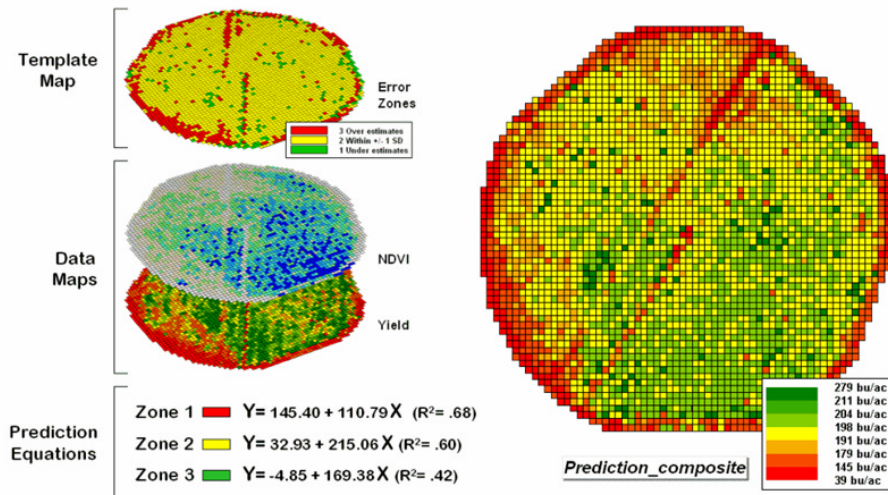 Template
Map
Error
Zones
3 Over estimates
2 Within +/- 1 SD
1 Under estimates
Data
Maps
NDVI
Yield
Prediction
Equations
Zone 1 Y= 145.40 + 110.79 X (R²= .68)
Zone 2 Y= 32.93 + 215.06 X (R²= .60)
Zone 3 Y= -4.85 + 169.38 X (R²= .42)
Prediction_composite
279 bu/ac
211 bu/ac
204 bu/ac
198 bu/ac
191 bu/ac
179 bu/ac
145 bu/ac
39 bu/ac